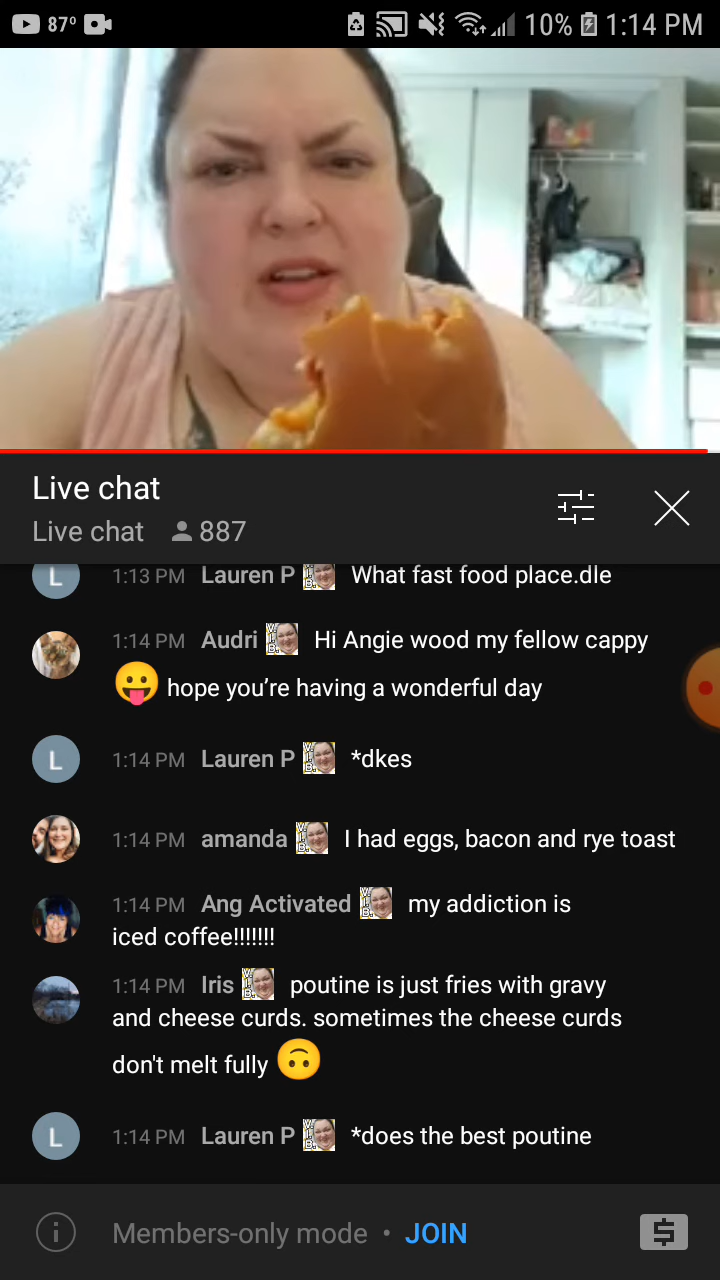 87° 10% 1:14 PM
Live chat
Live chat 887
L 1:13 PM Lauren P What fast food place.dle
1:14 PM Audri Hi Angie wood my fellow cappy
😛 hope you’re having a wonderful day
L 1:14 PM Lauren P *dkes
1:14 PM amanda I had eggs, bacon and rye toast
1:14 PM Ang Activated my addiction is
iced coffee!!!!!!!
1:14 PM Iris poutine is just fries with gravy
and cheese curds. sometimes the cheese curds
don't melt fully 🙃
L 1:14 PM Lauren P *does the best poutine
Members-only mode • JOIN